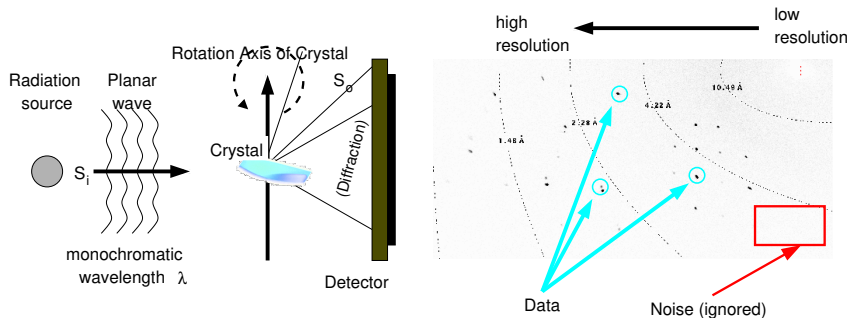 Rotation Axis of Crystal
Radiation
source
Planar
wave
S o
Crystal
S i
(Diffraction)
monochromatic
wavelength λ
Detector
high
resolution
low
resolution
10.49 Å
4.22 Å
2.28 Å
1.48 Å
Data
Noise (ignored)